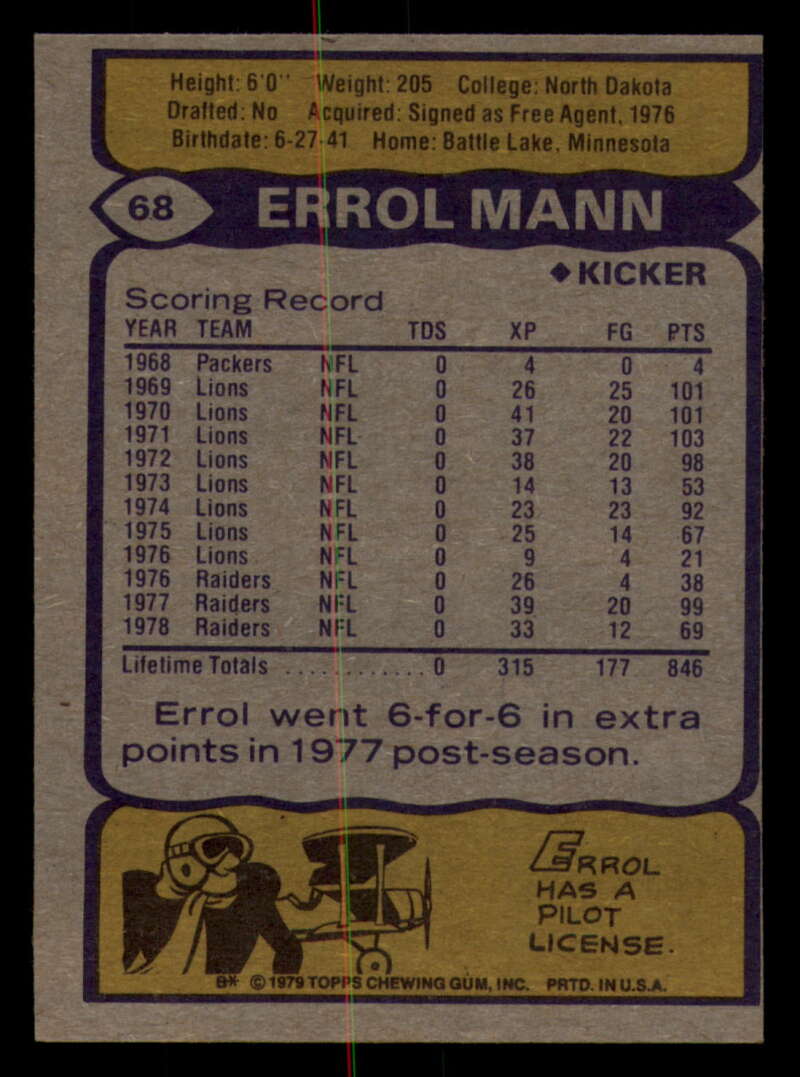 Height: 6'0" Weight: 205 College: North Dakota
Drafted: No Acquired: Signed as Free Agent, 1976
Birthdate: 6-27-41 Home: Battle Lake, Minnesota
68 ERROL MANN
◆KICKER
Scoring Record
YEAR TEAM TDS XP FG PTS
1968 Packers NFL 0 4 0 4
1969 Lions NFL 0 26 25 101
1970 Lions NFL 0 41 20 101
1971 Lions NFL 0 37 22 103
1972 Lions NFL 0 38 20 98
1973 Lions NFL 0 14 13 53
1974 Lions NFL 0 23 23 92
1975 Lions NFL 0 25 14 67
1976 Lions NFL 0 9 4 21
1976 Raiders NFL 0 26 4 38
1977 Raiders NFL 0 39 20 99
1978 Raiders NFL 0 33 12 69
Lifetime Totals ............. 0 315 177 846
Errol went 6-for-6 in extra
points in 1977 post-season.
ERROL
HAS A
PILOT
LICENSE.
B* ©1979 TOPPS CHEWING GUM, INC. PRTD. IN U.S.A.